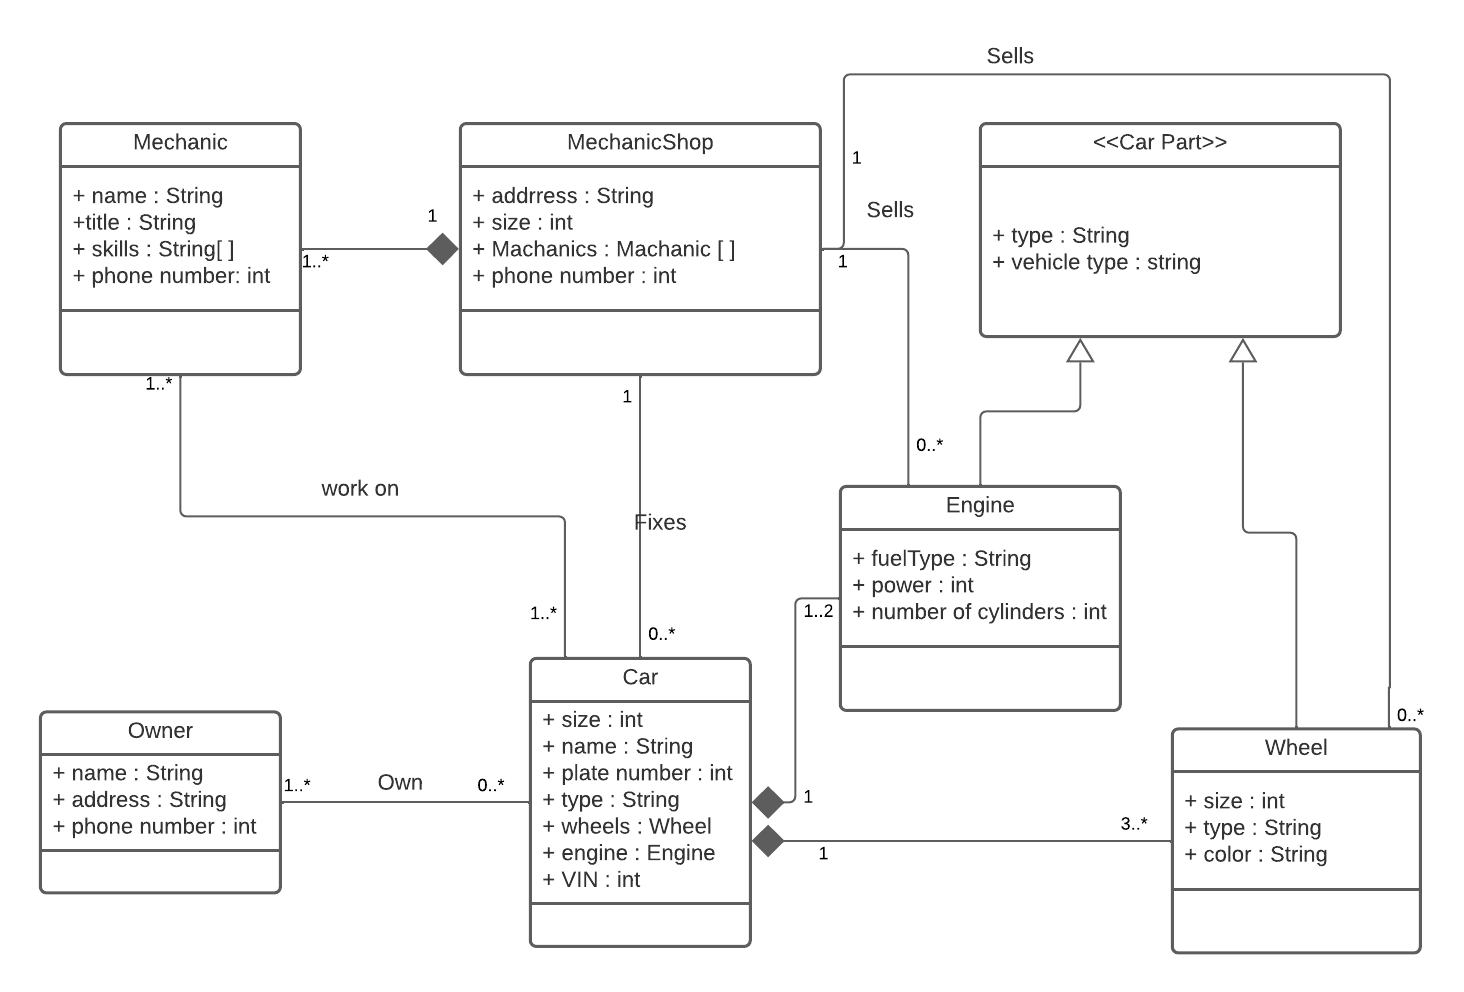 Sells
Mechanic
+ name : String
+title : String
+ skills : String[ ]
+ phone number: int
1..*
1
MechanicShop
+ addrress : String
+ size : int
+ Machanics : Machanic [ ]
+ phone number : int
1
Sells
1
<<Car Part>>
+ type : String
+ vehicle type : string
1..*
1
0..*
work on
Fixes
Engine
+ fuelType : String
+ power : int
+ number of cylinders : int
1..2
1..*
0..*
Car
+ size : int
+ name : String
+ plate number : int
+ type : String
+ wheels : Wheel
+ engine : Engine
+ VIN : int
Owner
+ name : String
+ address : String
+ phone number : int
1..*
Own
0..*
1
1
3..*
0..*
Wheel
+ size : int
+ type : String
+ color : String